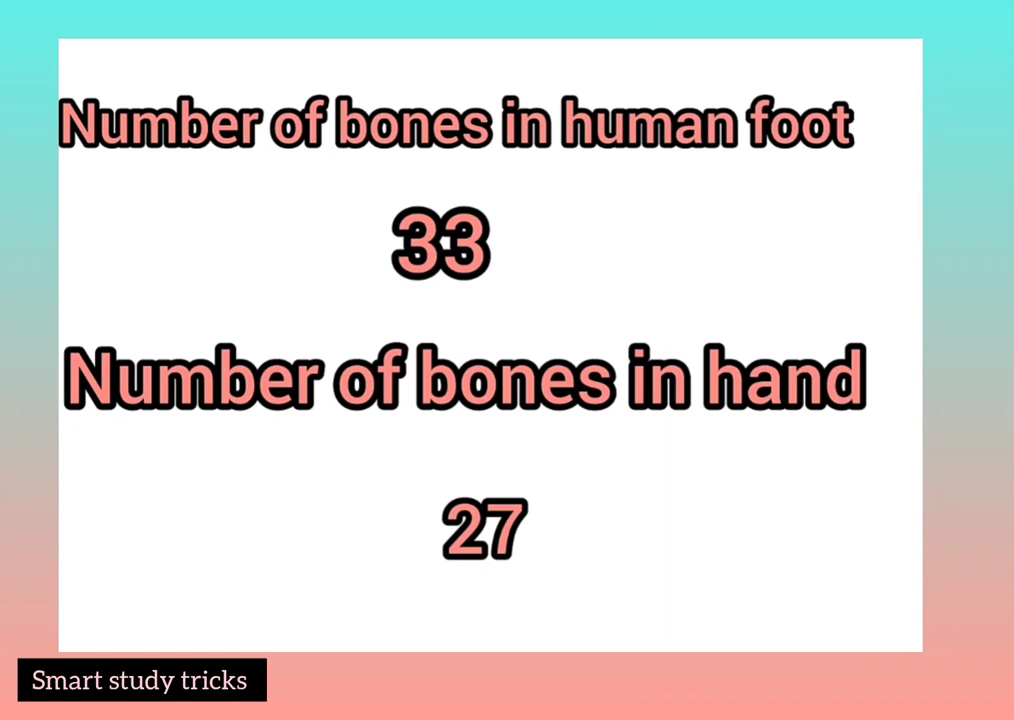 Number of bones in human foot
33
Number of bones in hand
27
Smart study tricks